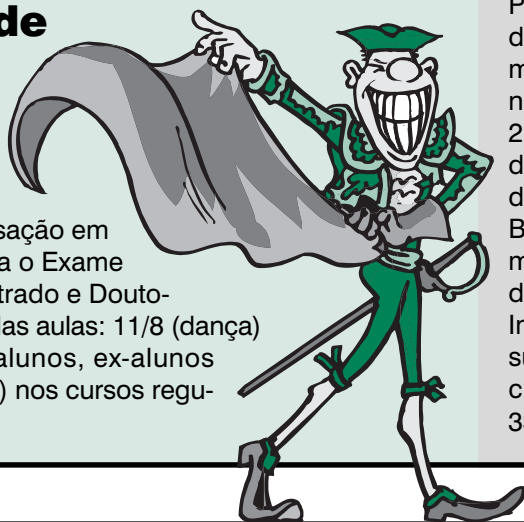 de
sação em
a o Exame
trado e Douto-
das aulas: 11/8 (dança)
alunos, ex-alunos
) nos cursos regu-
P
d
m
n
2
d
d
B
m
d
In
su
c
3